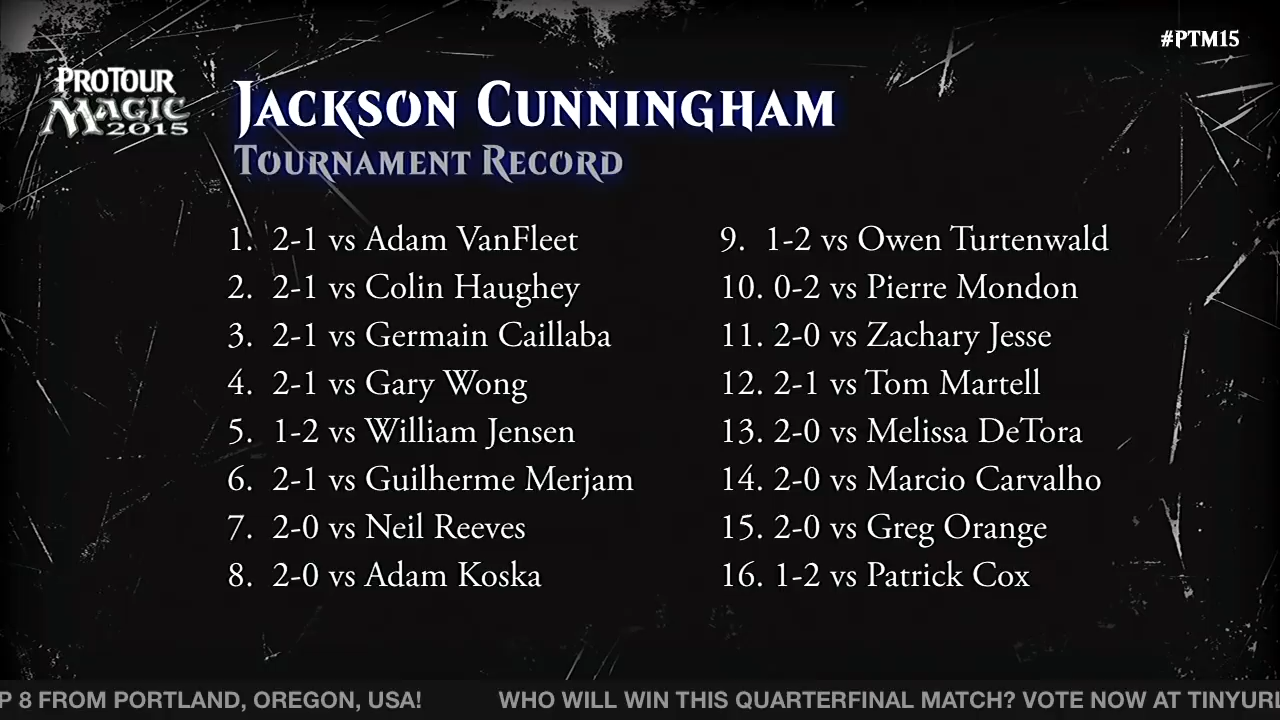 #PTM15
PROTOUR
MAGIC
2015
JACKSON CUNNINGHAM
TOURNAMENT RECORD
1. 2-1 vs Adam VanFleet
2. 2-1 vs Colin Haughey
3. 2-1 vs Germain Caillaba
4. 2-1 vs Gary Wong
5. 1-2 vs William Jensen
6. 2-1 vs Guilherme Merjam
7. 2-0 vs Neil Reeves
8. 2-0 vs Adam Koska
9. 1-2 vs Owen Turtenwald
10. 0-2 vs Pierre Mondon
11. 2-0 vs Zachary Jesse
12. 2-1 vs Tom Martell
13. 2-0 vs Melissa DeTora
14. 2-0 vs Marcio Carvalho
15. 2-0 vs Greg Orange
16. 1-2 vs Patrick Cox
P 8 FROM PORTLAND, OREGON, USA! WHO WILL WIN THIS QUARTERFINAL MATCH? VOTE NOW AT TINYUR